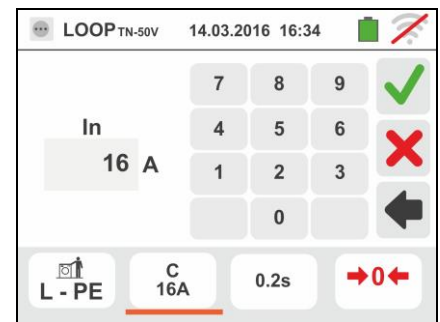 LOOP TN-50V 14.03.2016 16:34
7 8 9
In 4 5 6
16 A 1 2 3
0
L - PE C 16A 0.2s 0